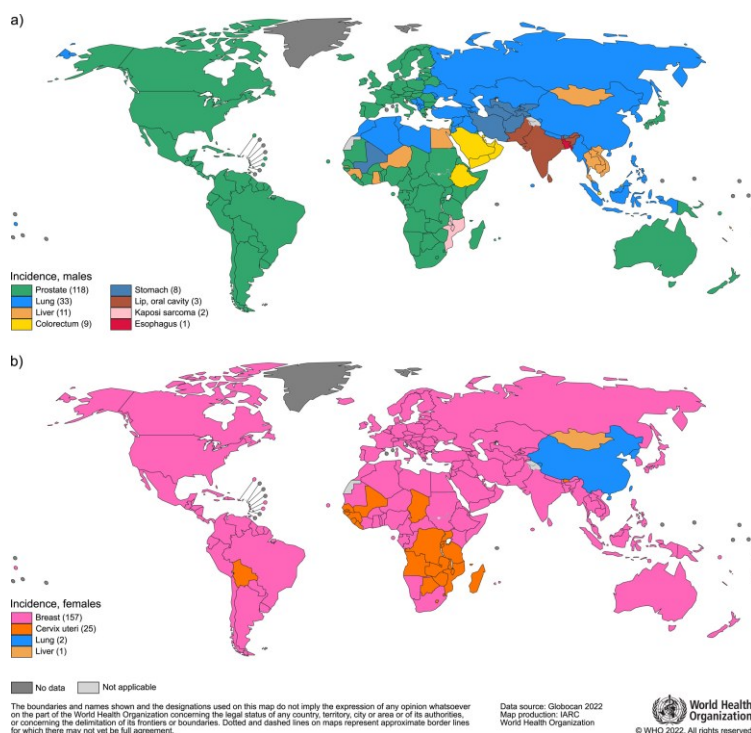 a)
Incidence, males
Prostate (118)
Lung (33)
Liver (11)
Colorectum (9)
Stomach (8)
Lip, oral cavity (3)
Kaposi sarcoma (2)
Esophagus (1)
b)
Incidence, females
Breast (157)
Cervix uteri (25)
Lung (2)
Liver (1)
No data
Not applicable
The boundaries and names shown and the designations used on this map do not imply the expression of any opinion whatsoever
on the part of the World Health Organization concerning the legal status of any country, territory, city or area or of its authorities,
or concerning the delimitation of its frontiers or boundaries. Dotted and dashed lines on maps represent approximate border lines
for which there may not yet be full agreement.
Data source: Globocan 2022
Map production: IARC
World Health Organization
World Health
Organization
© WHO 2022. All rights reserved